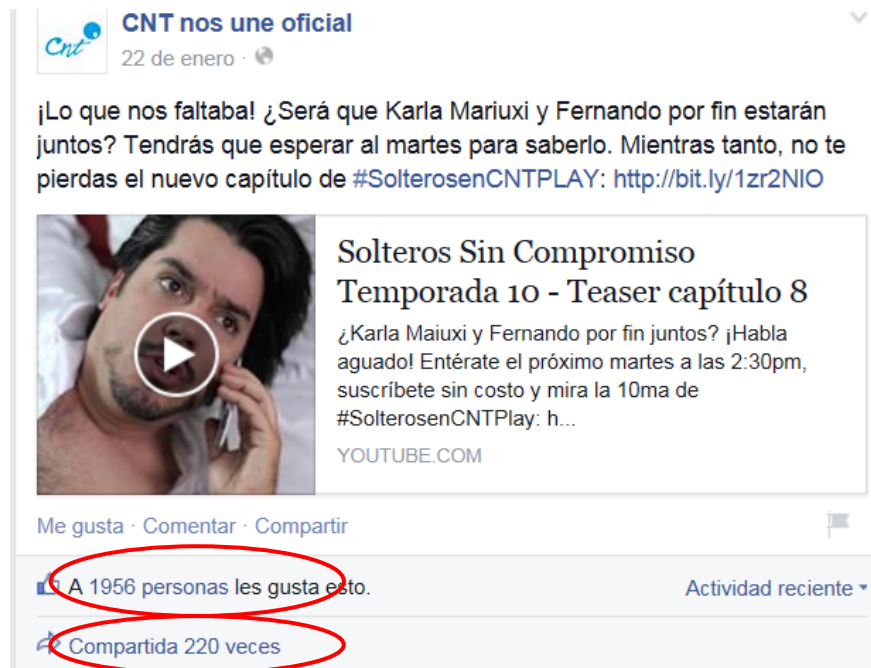 Cnt
CNT nos une oficial
22 de enero ·
¡Lo que nos faltaba! ¿Será que Karla Mariuxi y Fernando por fin estarán
juntos? Tendrás que esperar al martes para saberlo. Mientras tanto, no te
pierdas el nuevo capítulo de #SolterosenCNTPLAY: http://bit.ly/1zr2NIO
Solteros Sin Compromiso
Temporada 10 - Teaser capítulo 8
¿Karla Maiuxi y Fernando por fin juntos? ¡Habla
aguado! Entérate el próximo martes a las 2:30pm,
suscríbete sin costo y mira la 10ma de
#SolterosenCNTPlay: h...
YOUTUBE.COM
Me gusta · Comentar · Compartir
A 1956 personas les gusta esto.
Actividad reciente
Compartida 220 veces